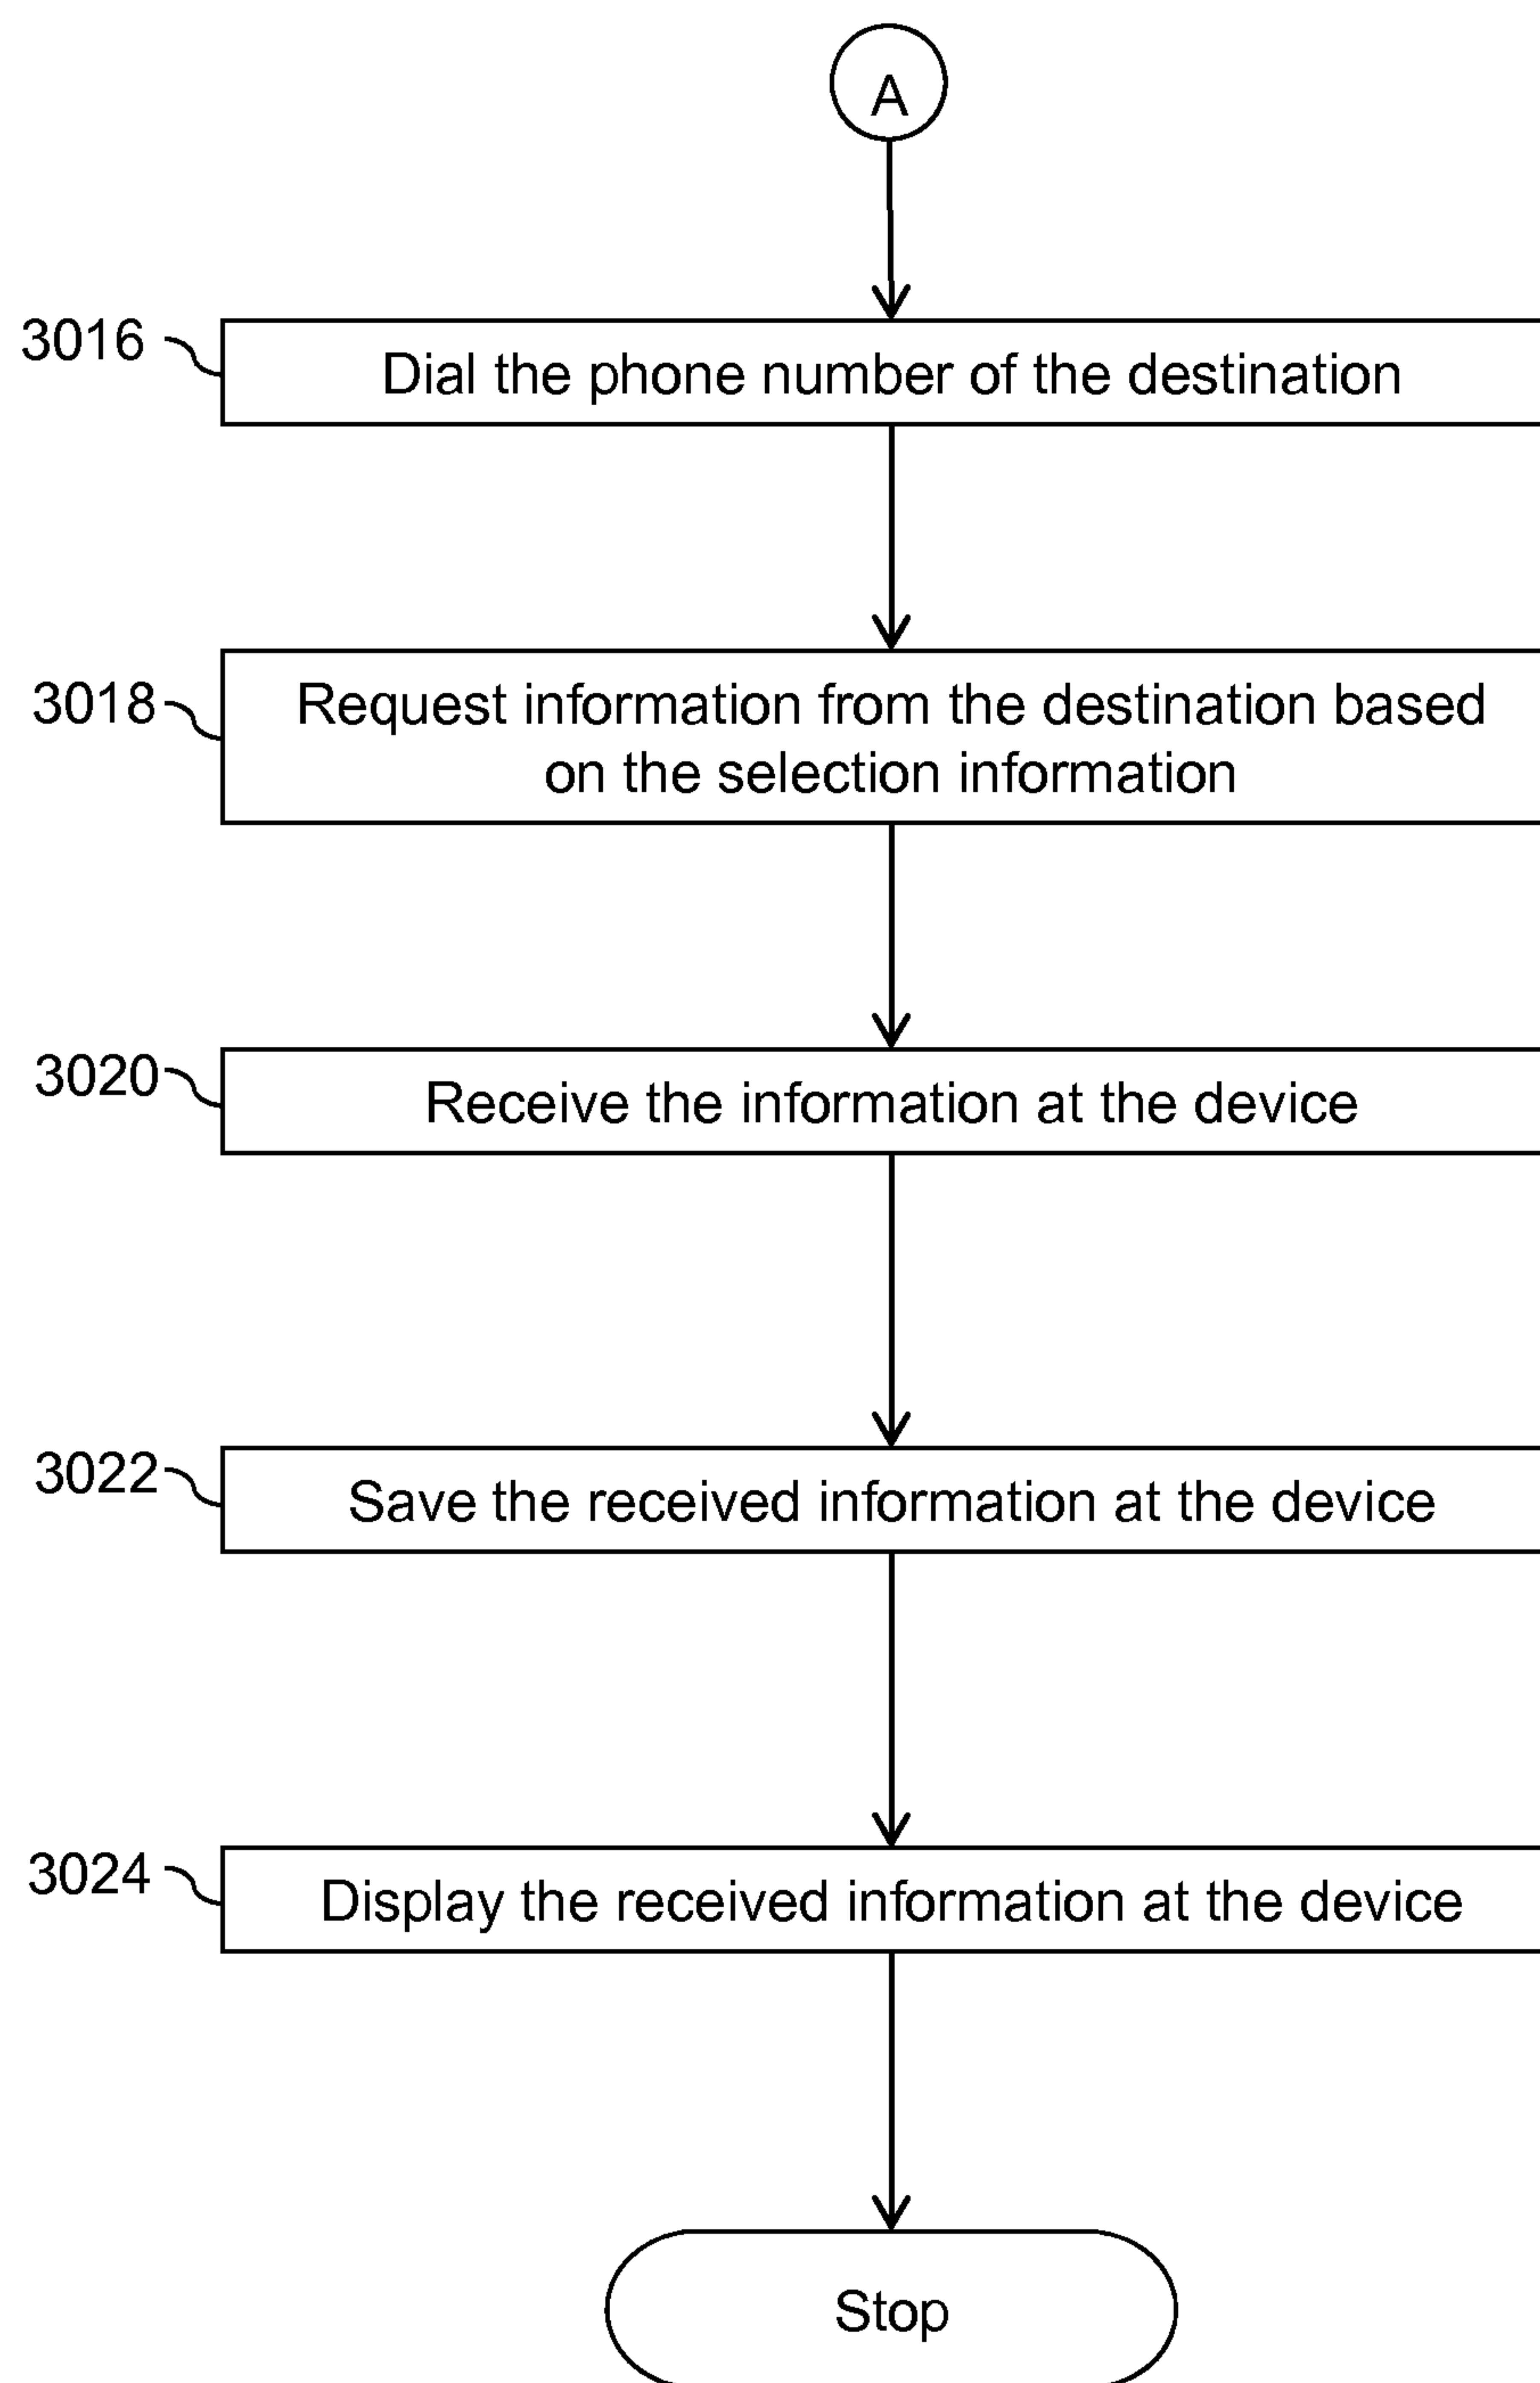 A
3016
Dial the phone number of the destination
3018
Request information from the destination based
on the selection information
3020
Receive the information at the device
3022
Save the received information at the device
3024
Display the received information at the device
Stop